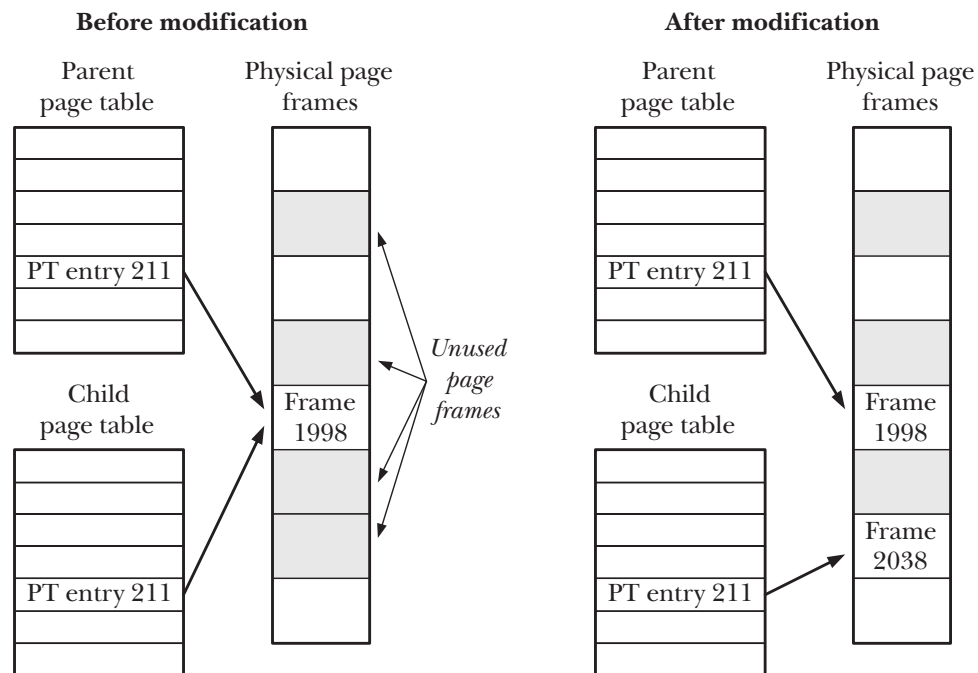 Before modification
Parent
page table
Physical page
frames
PT entry 211
Unused
page
frames
Frame
1998
Child
page table
PT entry 211
After modification
Parent
page table
Physical page
frames
PT entry 211
Frame
1998
Child
page table
Frame
2038
PT entry 211